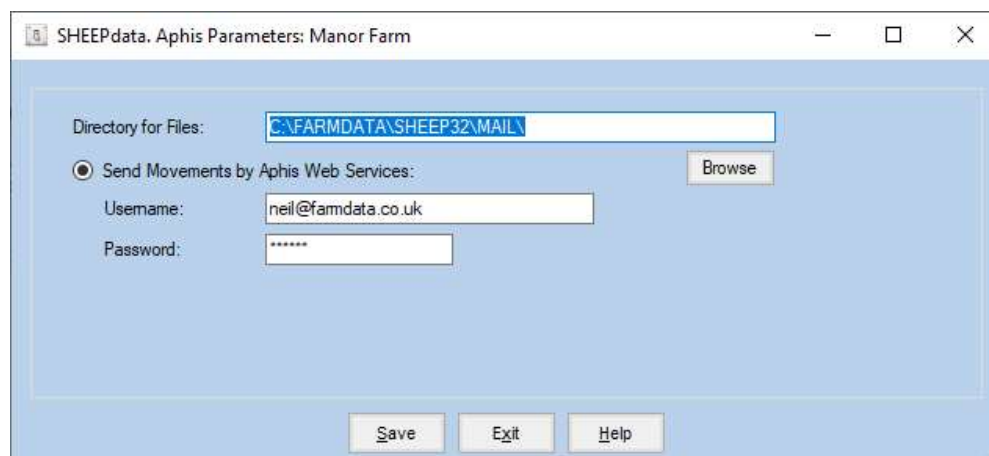 SHEEPdata. Aphis Parameters: Manor Farm
Directory for Files: C:\FARMDATA\SHEEP32\MAIL\
Send Movements by Aphis Web Services: Browse
Username: neil@farmdata.co.uk
Password: ******
Save Exit Help